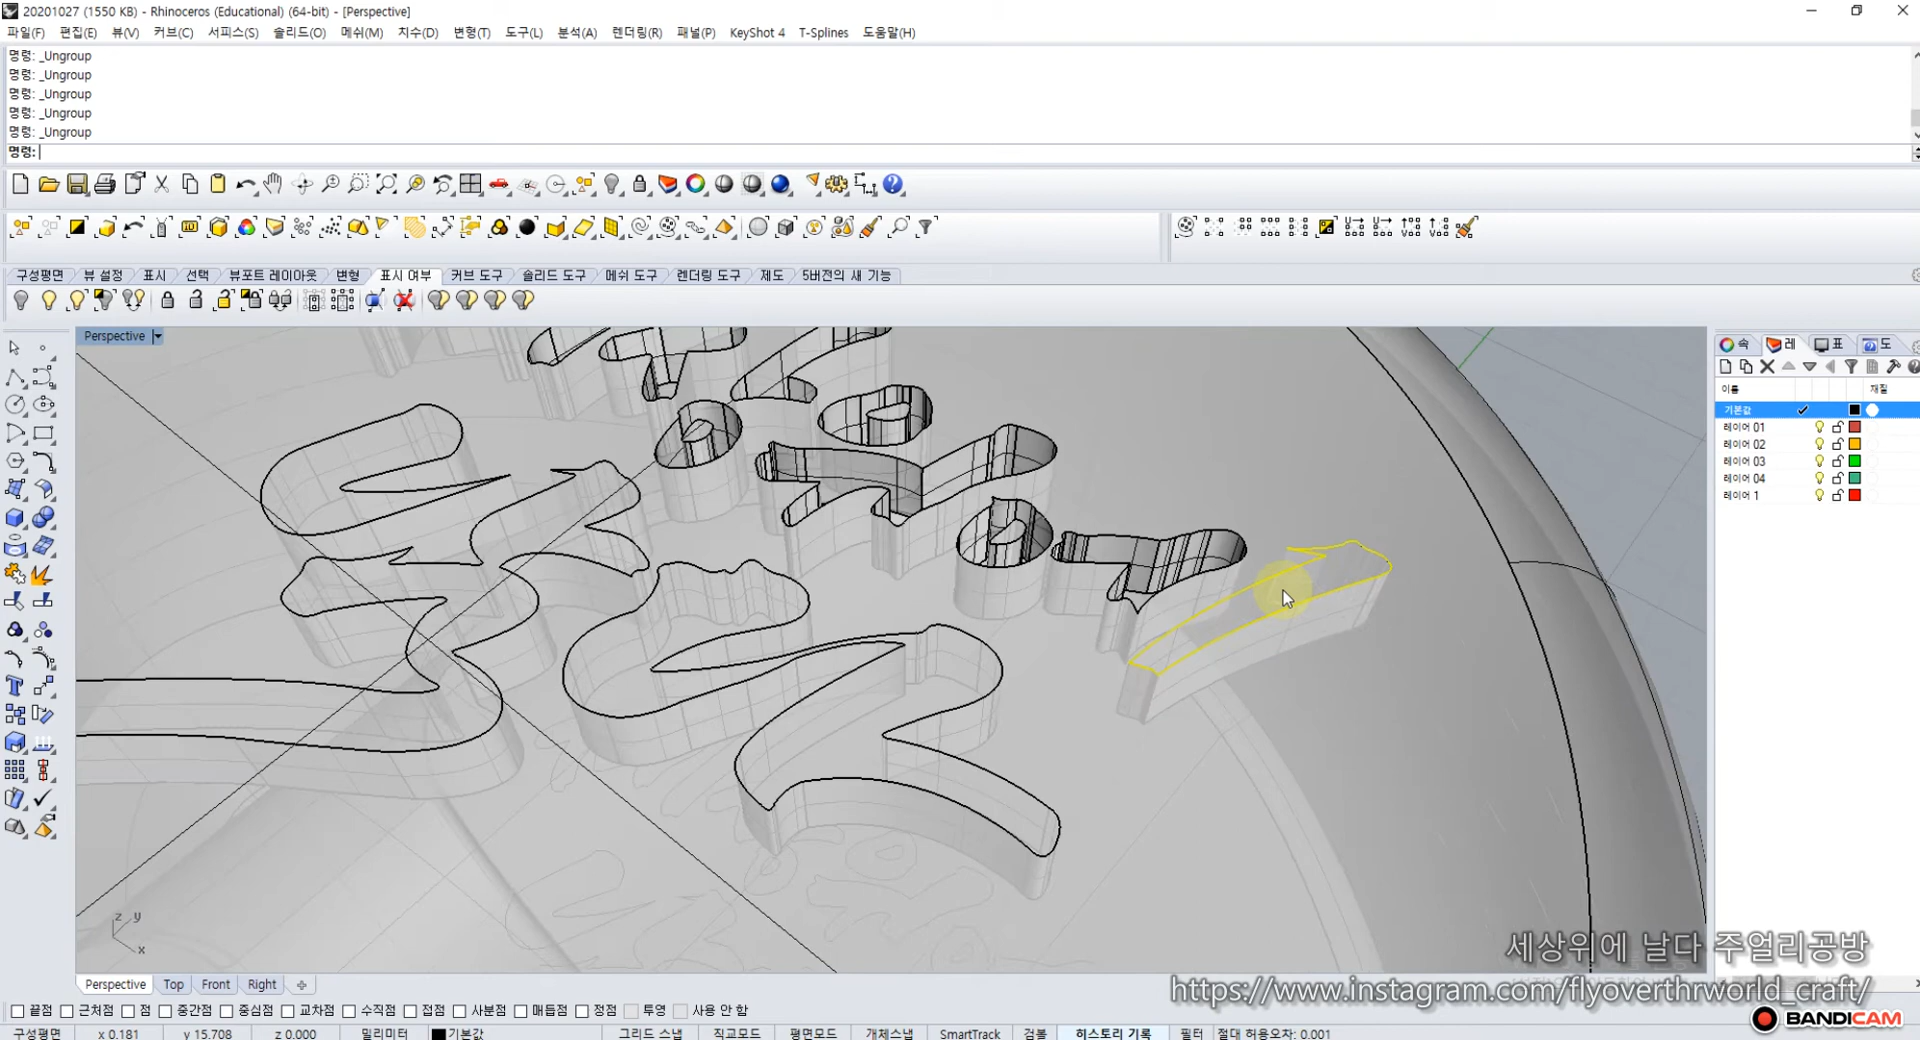 20201027 (1550 KB) - Rhinoceros (Educational) (64-bit) - [Perspective]
파일(F) 편집(E) 뷰(V) 커브(C) 서피스(S) 솔리드(O) 메쉬(M) 치수(D) 변형(T) 도구(L) 분석(A) 렌더링(R) 패널(P) KeyShot 4 T-Splines 도움말(H)
명령: _Ungroup
명령: _Ungroup
명령: _Ungroup
명령: _Ungroup
명령: _Ungroup
명령:
구성평면 뷰 설정 표시 선택 뷰포트 레이아웃 변형 표시 여부 커브 도구 솔리드 도구 메쉬 도구 렌더링 도구 제도 5버전의 새 기능
Perspective
속 레 표 도
이름 재질
기본값
레이어 01
레이어 02
레이어 03
레이어 04
레이어 1
z y
x
세상위에 날다 주얼리공방
https://www.instagram.com/flyoverthrworld_craft/
Perspective Top Front Right
끝점 근처점 점 중간점 중심점 교차점 수직점 접점 사분점 매듭점 정점 투영 사용 안 함
BANDICAM
구성평면 x 0.181 y 15.708 z 0.000 밀리미터 기본값 그리드 스냅 직교모드 평면모드 개체스냅 SmartTrack 검볼 히스토리 기록 필터 절대 허용오차: 0.001